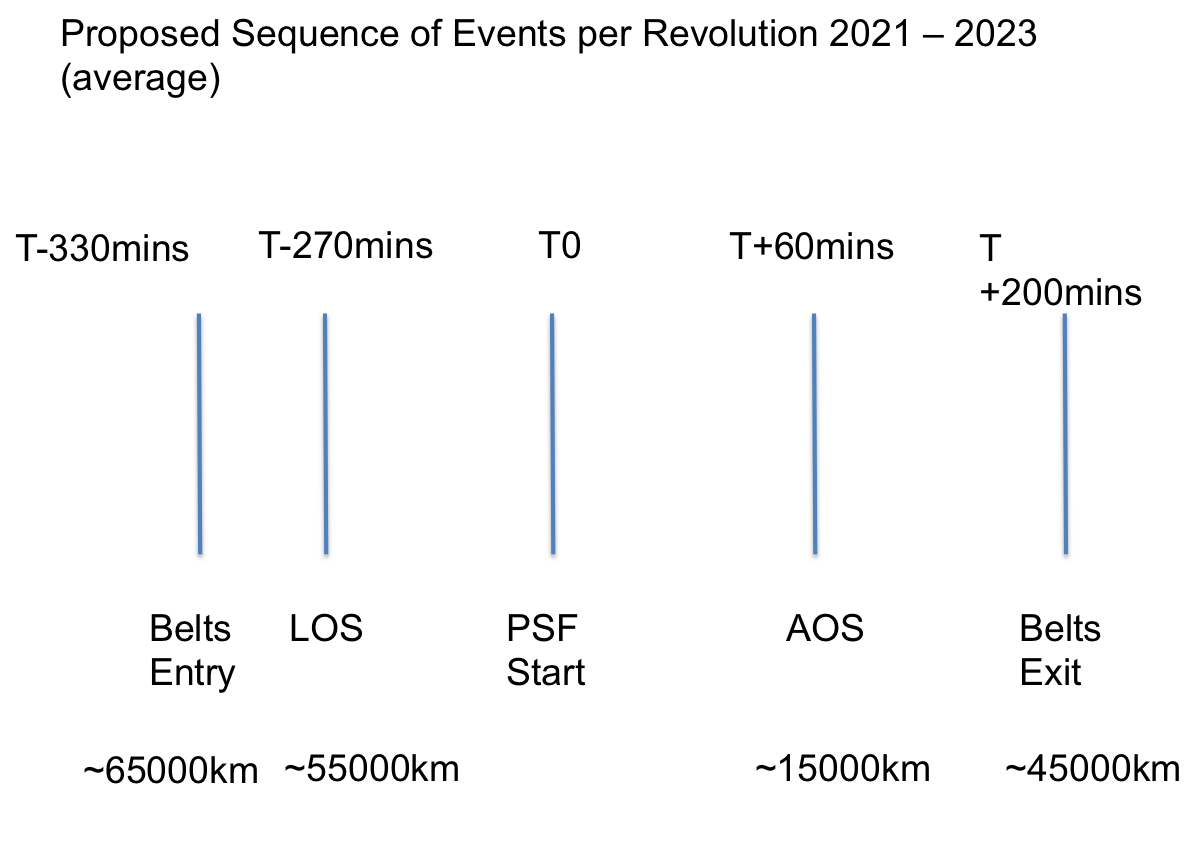 Proposed Sequence of Events per Revolution 2021 – 2023
(average)
T-330mins
T-270mins
T0
T+60mins
T
+200mins
Belts
Entry
LOS
PSF
Start
AOS
Belts
Exit
~65000km
~55000km
~15000km
~45000km